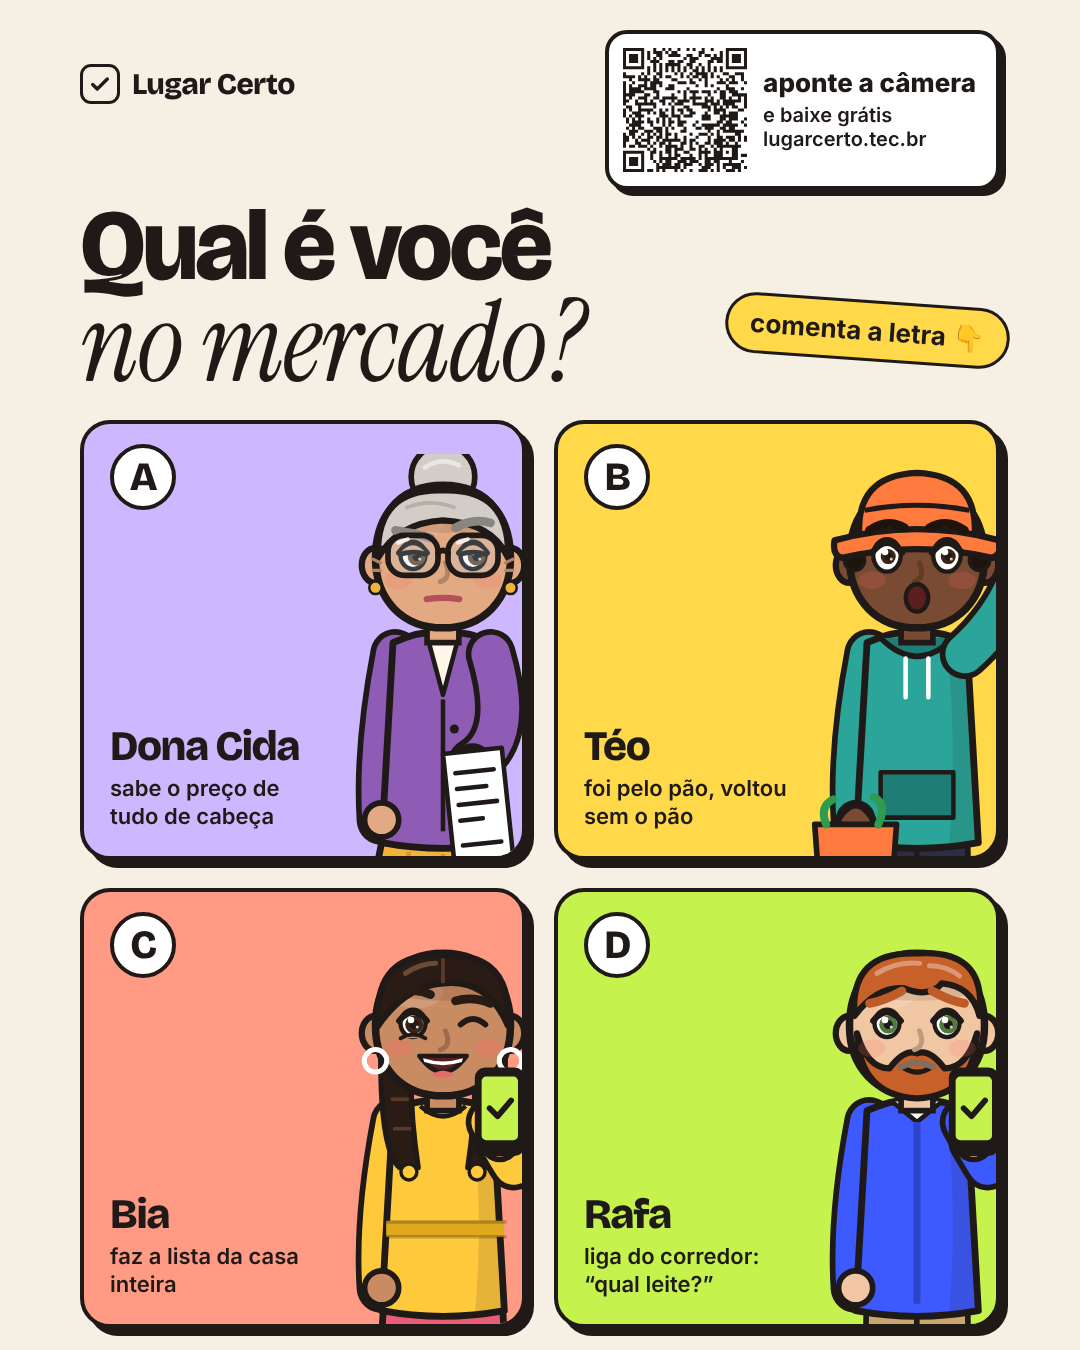 Lugar Certo
aponte a câmera
e baixe grátis
lugarcerto.tec.br
Qual é você
no mercado?
comenta a letra 👇
A
Dona Cida
sabe o preço de
tudo de cabeça
B
Téo
foi pelo pão, voltou
sem o pão
C
Bia
faz a lista da casa
inteira
D
Rafa
liga do corredor:
“qual leite?”